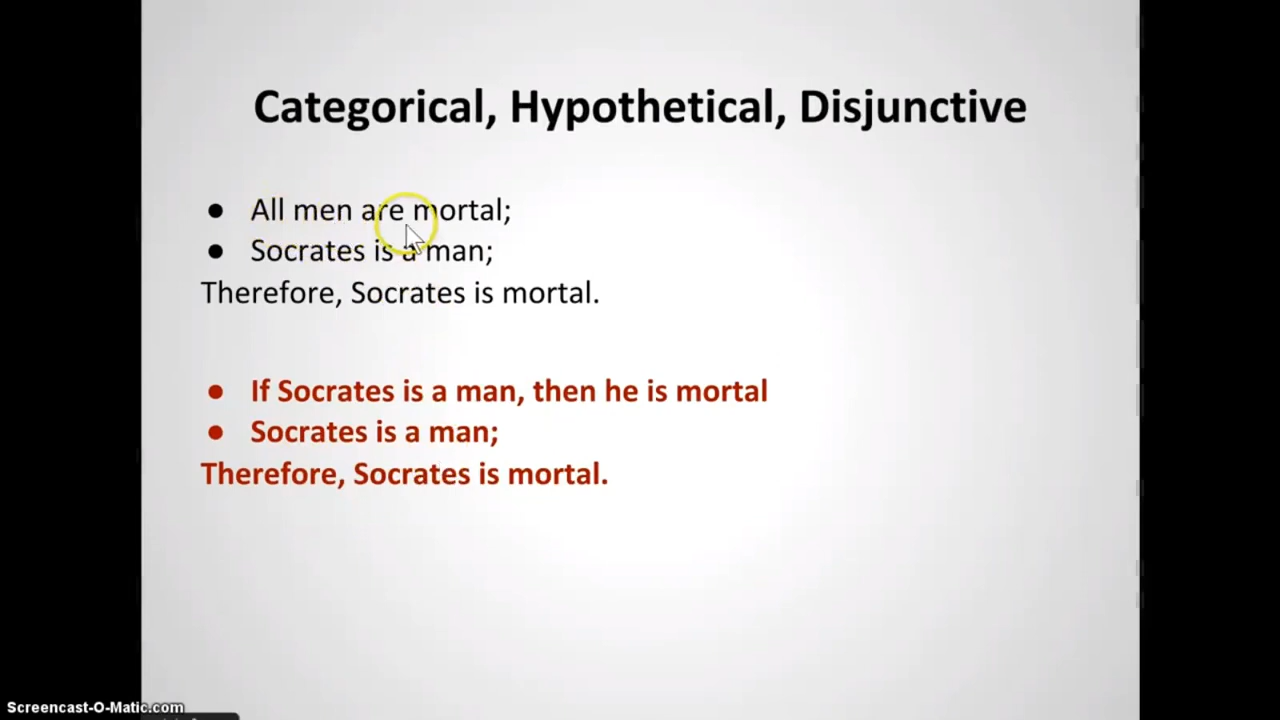 Categorical, Hypothetical, Disjunctive
● All men are mortal;
● Socrates is a man;
Therefore, Socrates is mortal.
● If Socrates is a man, then he is mortal
● Socrates is a man;
Therefore, Socrates is mortal.
Screencast-O-Matic.com